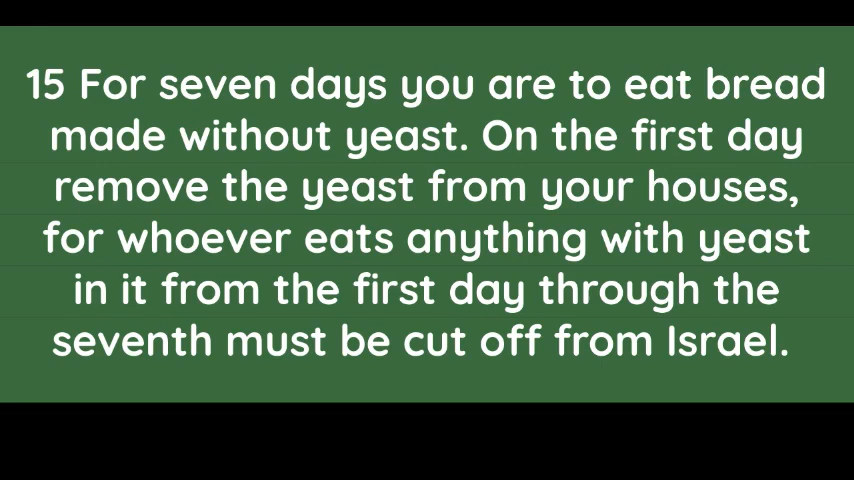 15 For seven days you are to eat bread
made without yeast. On the first day
remove the yeast from your houses,
for whoever eats anything with yeast
in it from the first day through the
seventh must be cut off from Israel.